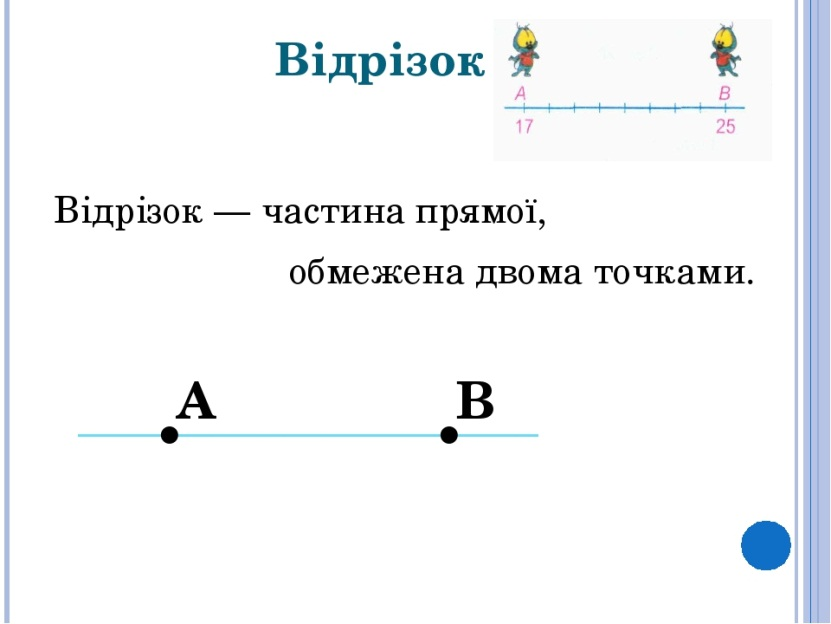 Відрізок
A B
17 25
Відрізок — частина прямої,
обмежена двома точками.
А В